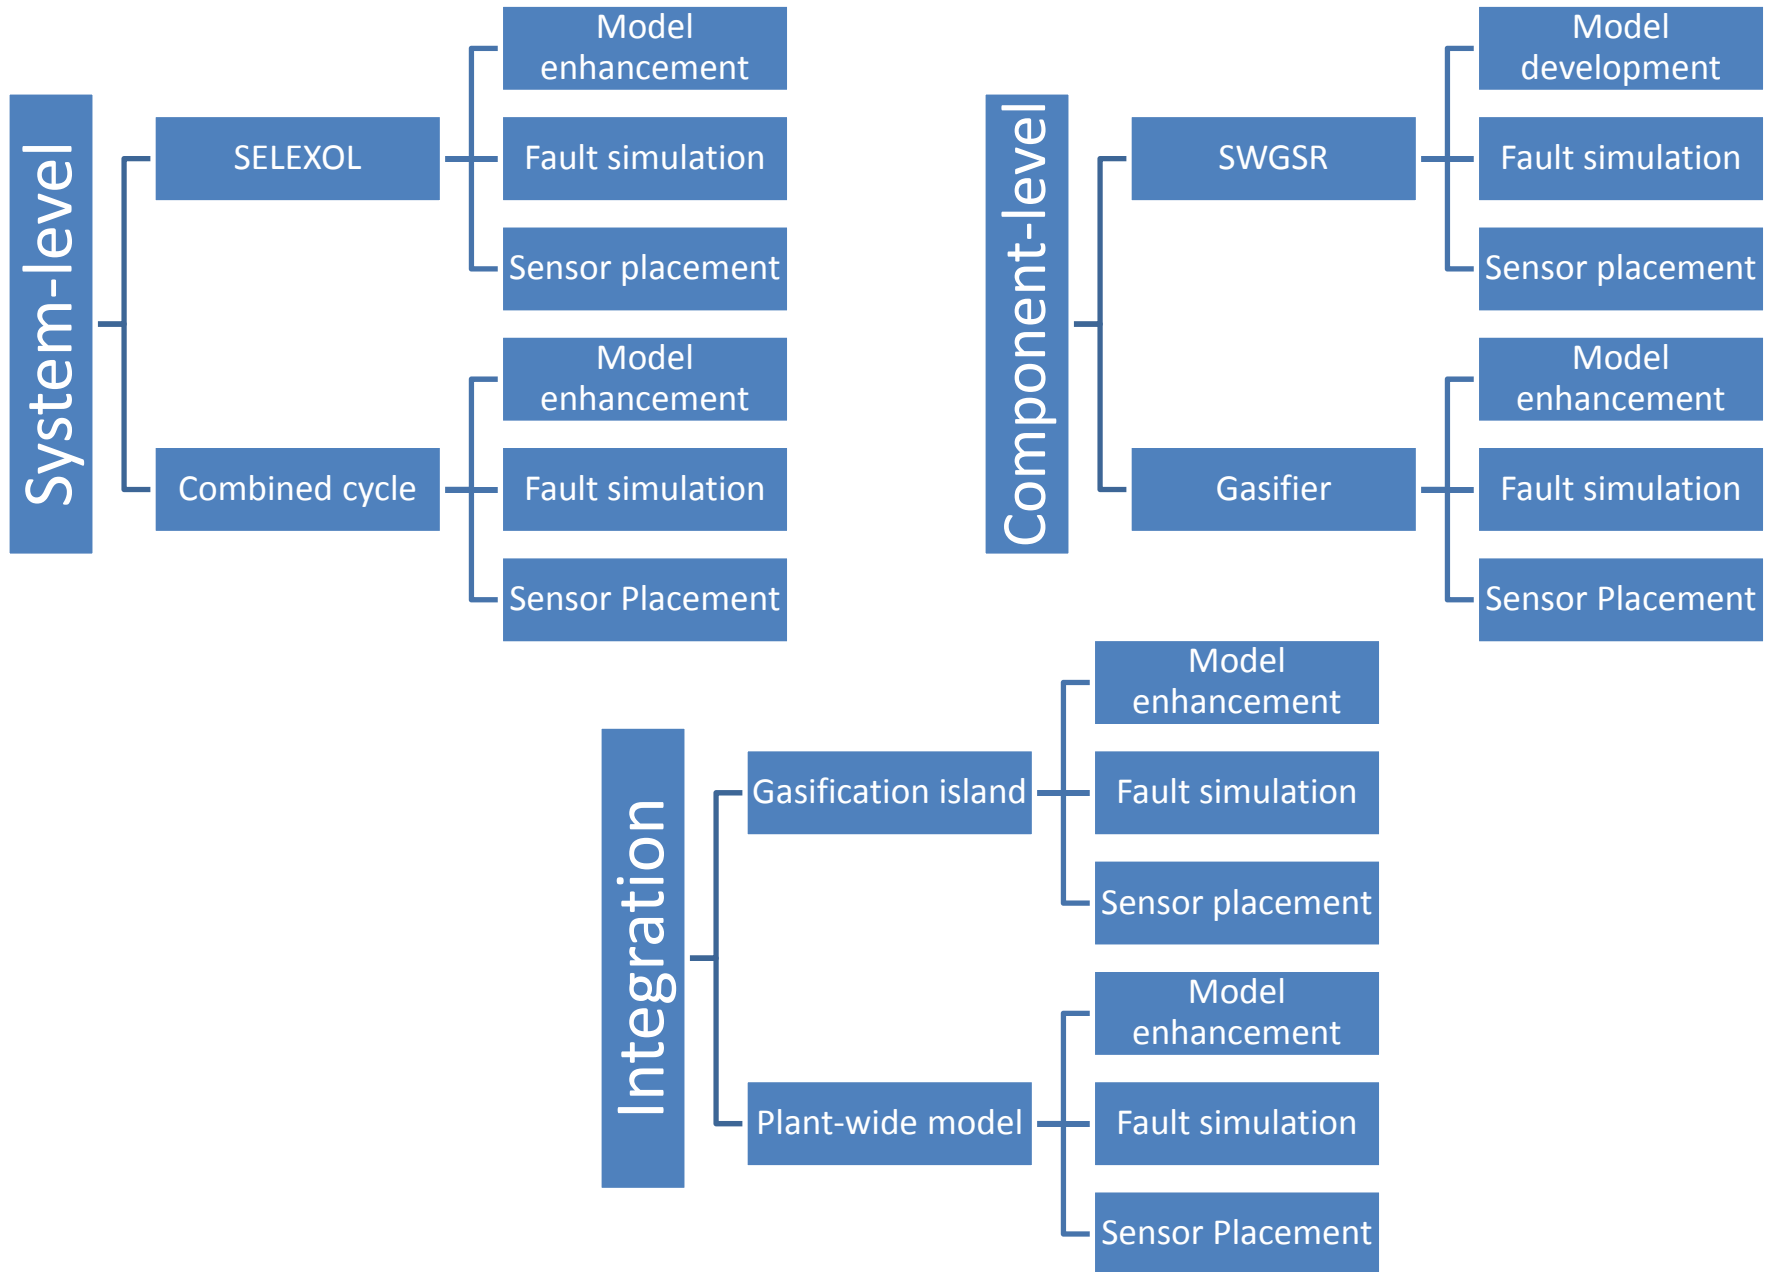 System-level
SELEXOL
Model
enhancement
Fault simulation
Sensor placement
Combined cycle
Model
enhancement
Fault simulation
Sensor Placement
Component-level
SWGSR
Model
development
Fault simulation
Sensor placement
Gasifier
Model
enhancement
Fault simulation
Sensor Placement
Integration
Gasification island
Model
enhancement
Fault simulation
Sensor placement
Plant-wide model
Model
enhancement
Fault simulation
Sensor Placement